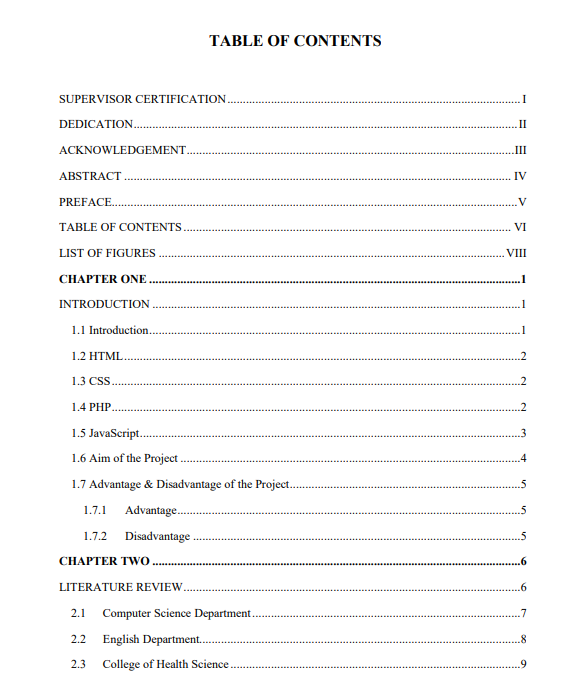 TABLE OF CONTENTS
SUPERVISOR CERTIFICATION ........ I
DEDICATION ........ II
ACKNOWLEDGEMENT ........ III
ABSTRACT ........ IV
PREFACE ........ V
TABLE OF CONTENTS ........ VI
LIST OF FIGURES ........ VIII
CHAPTER ONE ........ 1
INTRODUCTION ........ 1
1.1 Introduction ........ 1
1.2 HTML ........ 2
1.3 CSS ........ 2
1.4 PHP ........ 2
1.5 JavaScript ........ 3
1.6 Aim of the Project ........ 4
1.7 Advantage & Disadvantage of the Project ........ 5
1.7.1 Advantage ........ 5
1.7.2 Disadvantage ........ 5
CHAPTER TWO ........ 6
LITERATURE REVIEW ........ 6
2.1 Computer Science Department ........ 7
2.2 English Department ........ 8
2.3 College of Health Science ........ 9